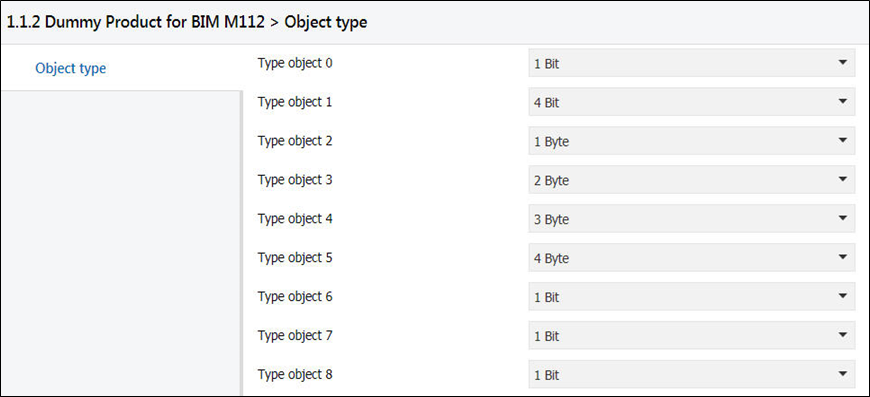 1.1.2 Dummy Product for BIM M112 > Object type
Object type
Type object 0 1 Bit
Type object 1 4 Bit
Type object 2 1 Byte
Type object 3 2 Byte
Type object 4 3 Byte
Type object 5 4 Byte
Type object 6 1 Bit
Type object 7 1 Bit
Type object 8 1 Bit